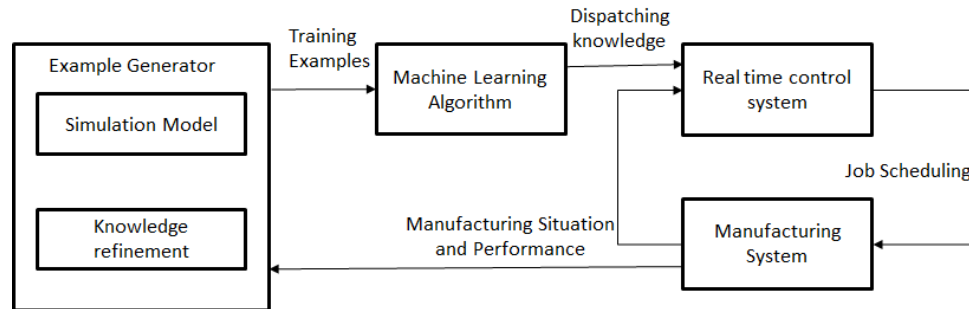 Example Generator
Simulation Model
Knowledge
refinement
Training
Examples
Machine Learning
Algorithm
Dispatching
knowledge
Real time control
system
Job Scheduling
Manufacturing
System
Manufacturing Situation
and Performance